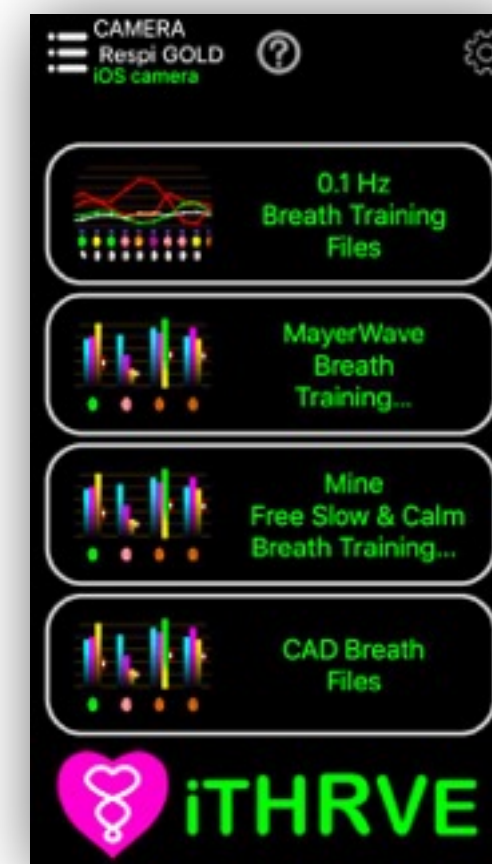 CAMERA
Respi GOLD
iOS camera
?
0.1 Hz
Breath Training
Files
MayerWave
Breath
Training...
Mine
Free Slow & Calm
Breath Training...
CAD Breath
Files
iTHRVE